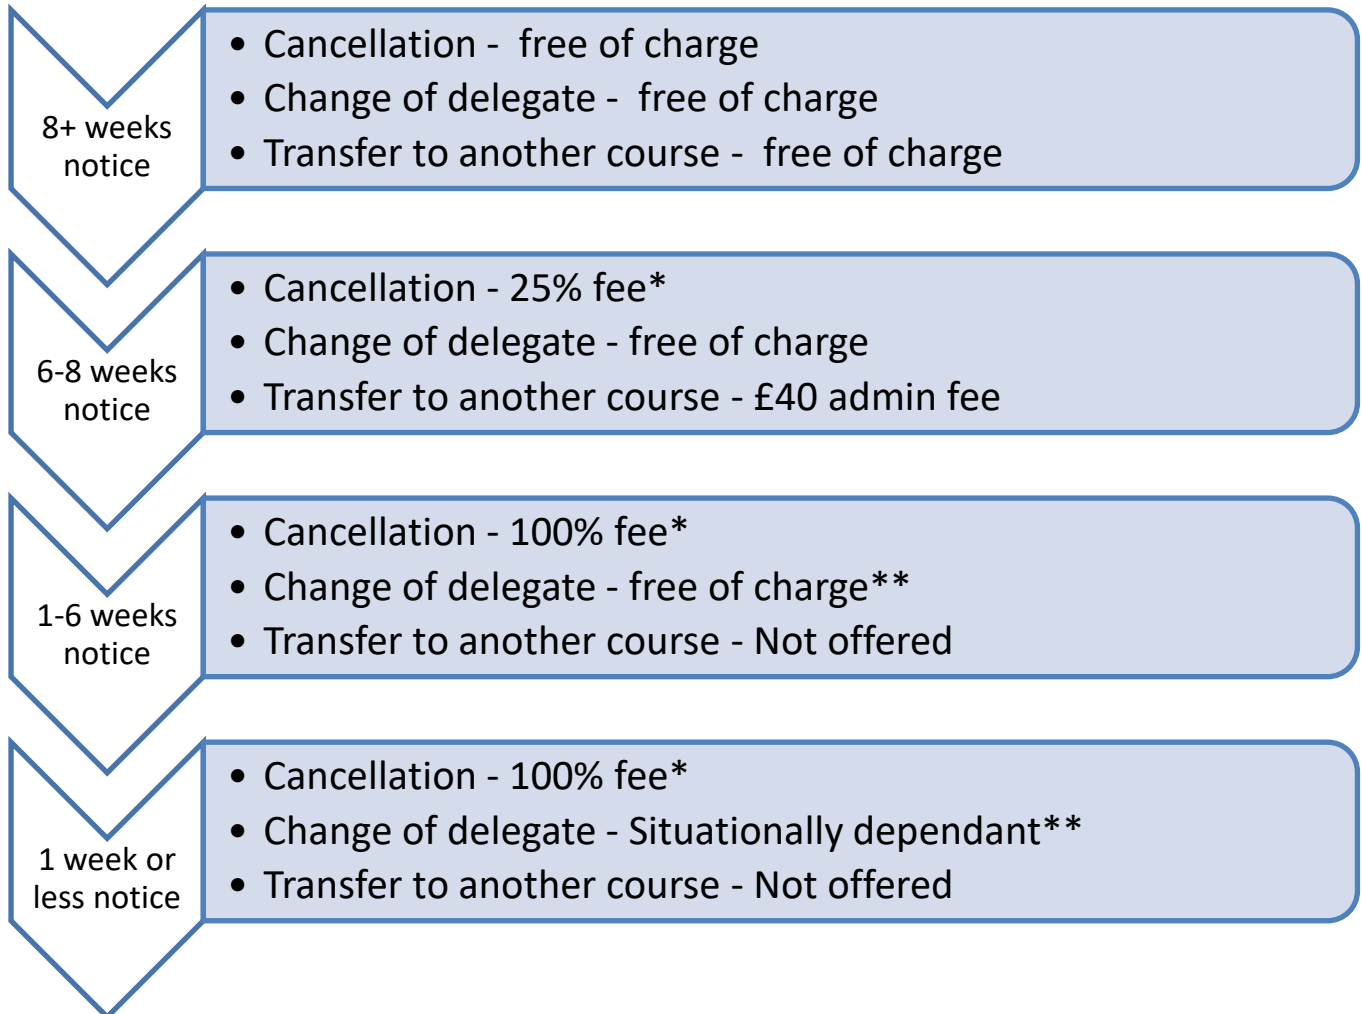 8+ weeks
notice
• Cancellation -  free of charge
• Change of delegate -  free of charge
• Transfer to another course -  free of charge
6-8 weeks
notice
• Cancellation - 25% fee*
• Change of delegate - free of charge
• Transfer to another course - £40 admin fee
1-6 weeks
notice
• Cancellation - 100% fee*
• Change of delegate - free of charge**
• Transfer to another course - Not offered
1 week or
less notice
• Cancellation - 100% fee*
• Change of delegate - Situationally dependant**
• Transfer to another course - Not offered